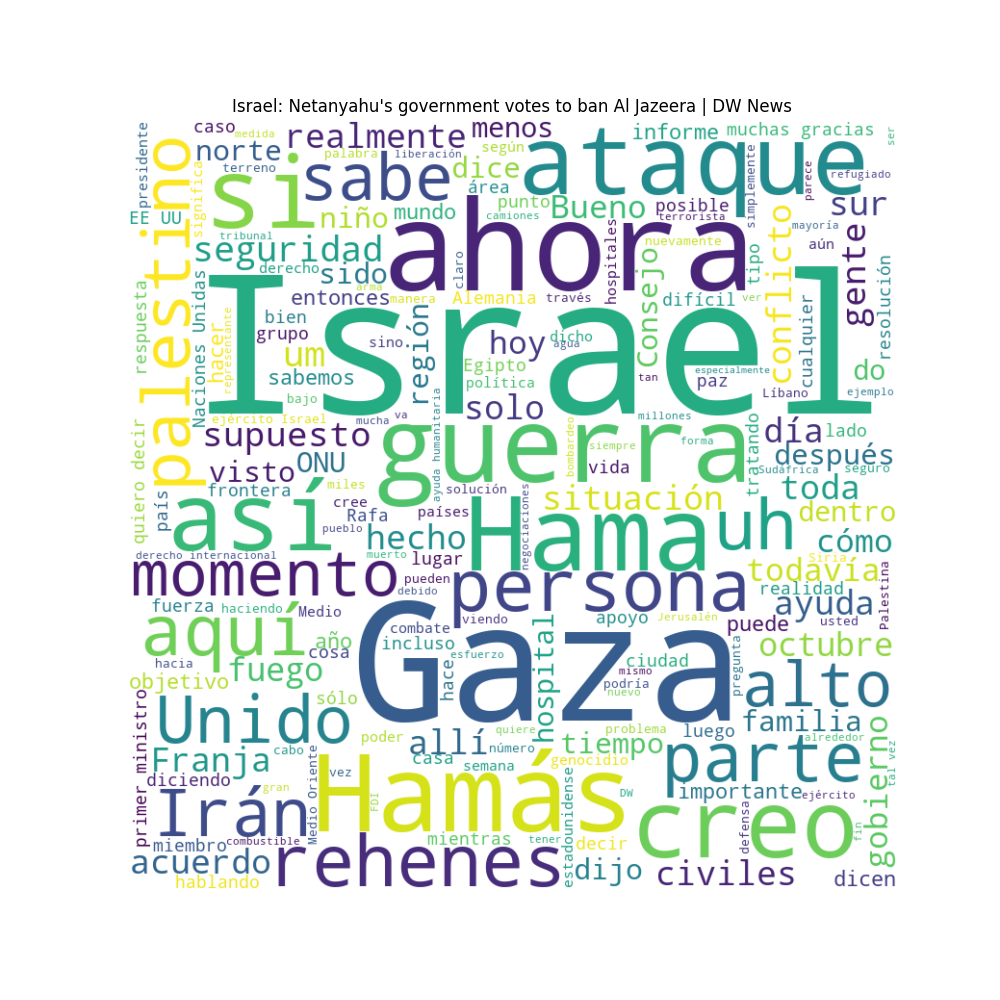 Israel: Netanyahu's government votes to ban Al Jazeera | DW News
presidente
caso
medida
realmente
menos
informe
muchas gracias
ser
norte
palabra
liberación
según
dice
ataque
simplemente
parece
refugiado
terreno
palestino
significa
si
sabe
área
punto
Bueno
posible
sur
EE UU
niño
mundo
camiones
terrorista
mayoría
tribunal
seguridad
ahora
hospitales
nuevamente
tipo
conflicto
aún
gente
derecho
sido
claro
Consejo
resolución
respuesta
Naciones Unidas
hacer
representante
entonces
arma
manera
Alemania
través
difícil
ver
cualquier
Israel
bien
grupo
sino
región
hoy
dicho
agua
um
sabemos
Egipto
política
tan
especialmente
paz
Líbano
ejemplo
do
bajo
ejército Israel
mucha
va
solo
millones
quiero decir
supuesto
guerra
ayuda humanitaria
bombardeo
siempre
forma
tratando
día
lado
después
visto
ONU
vida
Sudáfrica
seguro
país
frontera
miles
cree
solución
situación
toda
así
Rafa
países
negociaciones
dentro
pueblo
hecho
Hama
uh
cómo
derecho internacional
muerto
lugar
Siria
momento
pueden
debido
persona
todavía
realidad
Palestina
fuerza
haciendo
Medio
viendo
apoyo
Jerusalén
ayuda
usted
aquí
combate
puede
año
incluso
hospital
octubre
hacia
cosa
Gaza
esfuerzo
ciudad
mismo
pregunta
fuego
hace
podría
objetivo
nuevo
alto
primer ministro
sólo
Unido
poder
allí
quiere
número
problema
luego
familia
gobierno
alrededor
tal vez
cabo
tiempo
parte
Franja
casa
semana
genocidio
diciendo
vez
Medio Oriente
gran
Hamás
FDI
estadounidense
DW
importante
ejército
Irán
creo
defensa
fin
miembro
combustible
mientras
tener
decir
acuerdo
rehenes
dijo
civiles
hablando
dicen